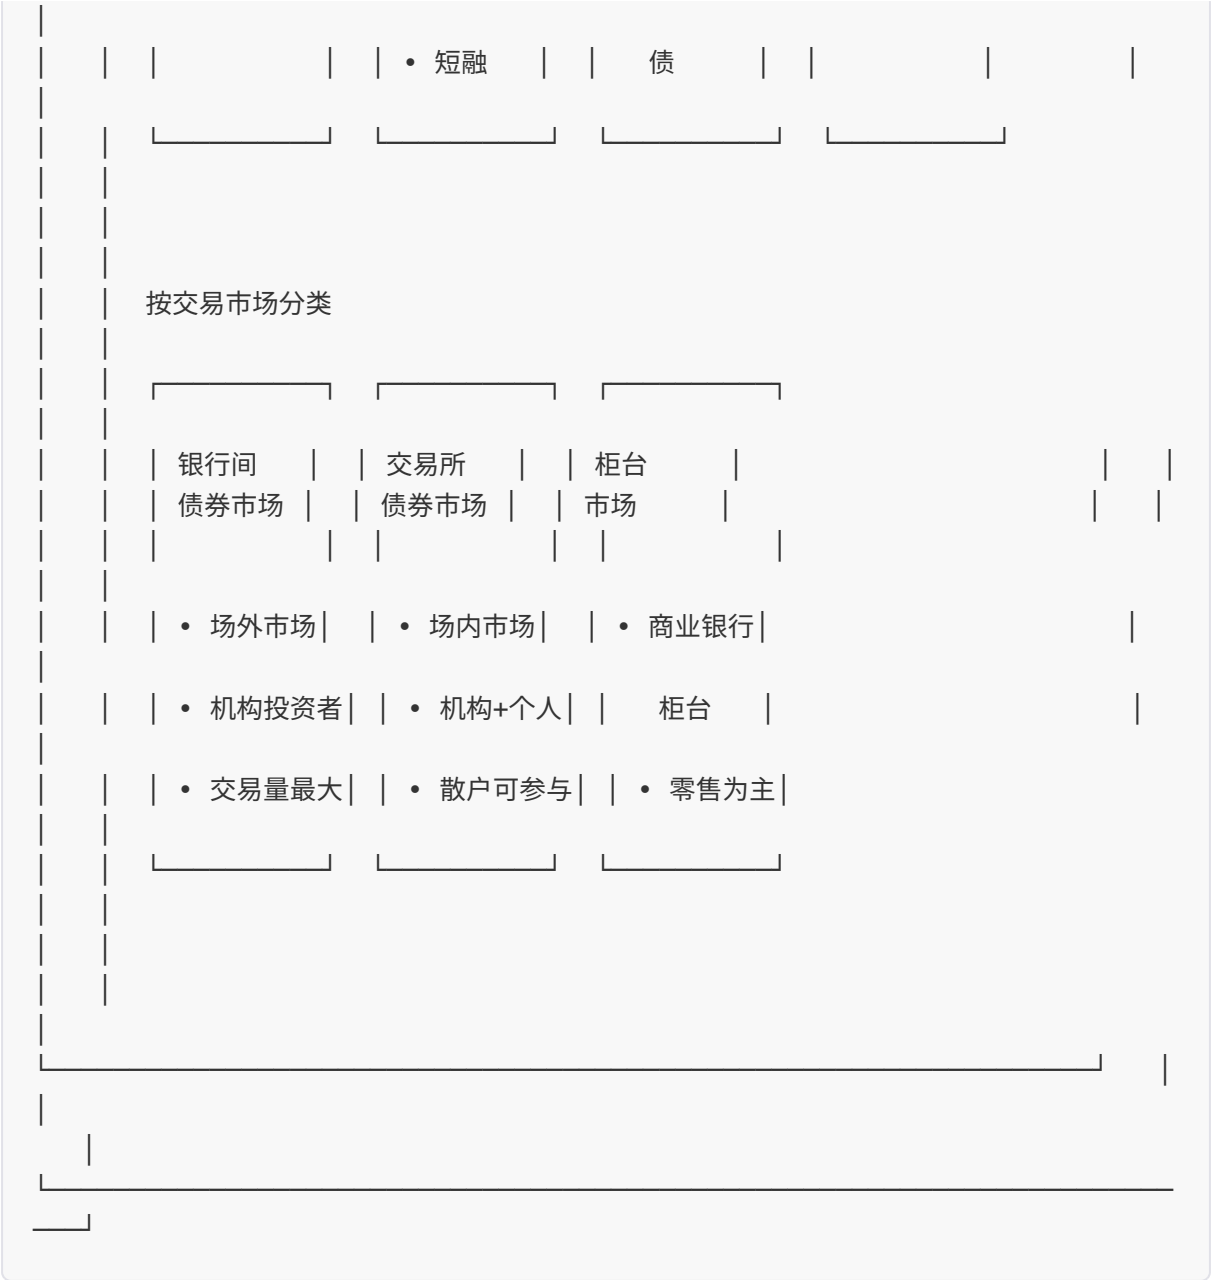 • 短融 债
按交易市场分类
银行间 交易所 柜台
债券市场 债券市场 市场
• 场外市场 • 场内市场 • 商业银行
• 机构投资者 • 机构+个人 柜台
• 交易量最大 • 散户可参与 • 零售为主